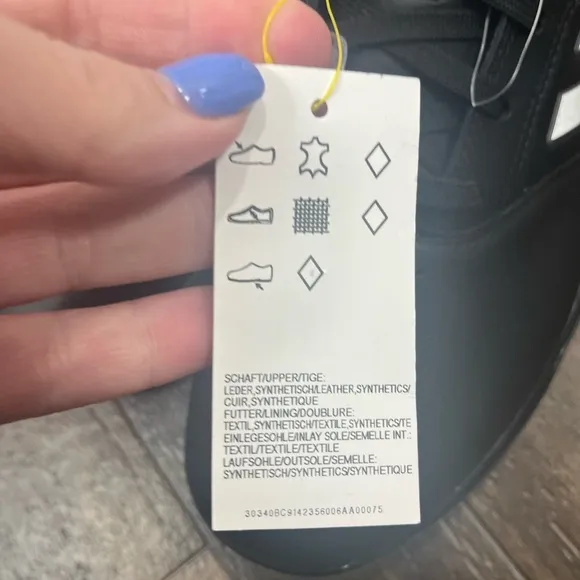 SCHAFT/UPPER/TIGE:
LEDER,SYNTHETISCH/LEATHER,SYNTHETICS/
CUIR,SYNTHETIQUE
FUTTER/LINING/DOUBLURE:
TEXTIL,SYNTHETISCH/TEXTILE,SYNTHETICS/TE
EINLEGESOHLE/INLAY SOLE/SEMELLE INT.:
TEXTIL/TEXTILE/TEXTILE
LAUFSOHLE/OUTSOLE/SEMELLE:
SYNTHETISCH/SYNTHETICS/SYNTHETIQUE
30340BC9142356006AA00075